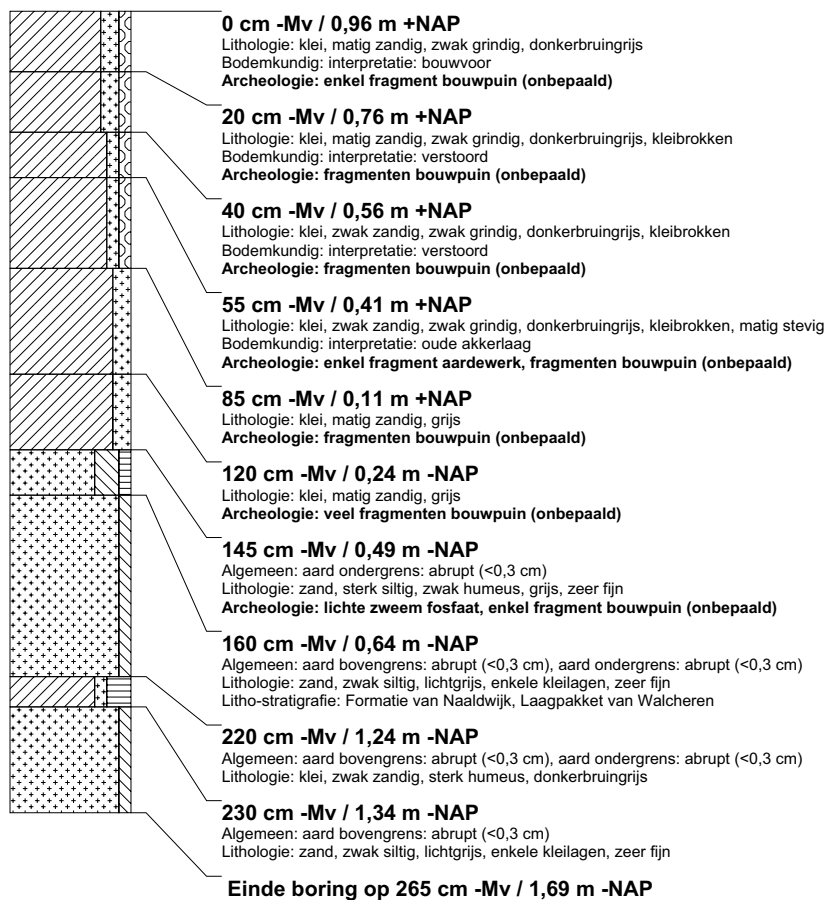 0 cm -Mv / 0,96 m +NAP
Lithologie: klei, matig zandig, zwak grindig, donkerbruingrijs
Bodemkundig: interpretatie: bouwvoor
Archeologie: enkel fragment bouwpuin (onbepaald)
20 cm -Mv / 0,76 m +NAP
Lithologie: klei, matig zandig, zwak grindig, donkerbruingrijs, kleibrokken
Bodemkundig: interpretatie: verstoord
Archeologie: fragmenten bouwpuin (onbepaald)
40 cm -Mv / 0,56 m +NAP
Lithologie: klei, zwak zandig, zwak grindig, donkerbruingrijs, kleibrokken
Bodemkundig: interpretatie: verstoord
Archeologie: fragmenten bouwpuin (onbepaald)
55 cm -Mv / 0,41 m +NAP
Lithologie: klei, zwak zandig, zwak grindig, donkerbruingrijs, kleibrokken, matig stevig
Bodemkundig: interpretatie: oude akkerlaag
Archeologie: enkel fragment aardewerk, fragmenten bouwpuin (onbepaald)
85 cm -Mv / 0,11 m +NAP
Lithologie: klei, matig zandig, grijs
Archeologie: fragmenten bouwpuin (onbepaald)
120 cm -Mv / 0,24 m -NAP
Lithologie: klei, matig zandig, grijs
Archeologie: veel fragmenten bouwpuin (onbepaald)
145 cm -Mv / 0,49 m -NAP
Algemeen: aard ondergrens: abrupt (<0,3 cm)
Lithologie: zand, sterk siltig, zwak humeus, grijs, zeer fijn
Archeologie: lichte zweem fosfaat, enkel fragment bouwpuin (onbepaald)
160 cm -Mv / 0,64 m -NAP
Algemeen: aard bovengrens: abrupt (<0,3 cm), aard ondergrens: abrupt (<0,3 cm)
Lithologie: zand, zwak siltig, lichtgrijs, enkele kleilagen, zeer fijn
Litho-stratigrafie: Formatie van Naaldwijk, Laagpakket van Walcheren
220 cm -Mv / 1,24 m -NAP
Algemeen: aard bovengrens: abrupt (<0,3 cm), aard ondergrens: abrupt (<0,3 cm)
Lithologie: klei, zwak zandig, sterk humeus, donkerbruingrijs
230 cm -Mv / 1,34 m -NAP
Algemeen: aard bovengrens: abrupt (<0,3 cm)
Lithologie: zand, zwak siltig, lichtgrijs, enkele kleilagen, zeer fijn
Einde boring op 265 cm -Mv / 1,69 m -NAP